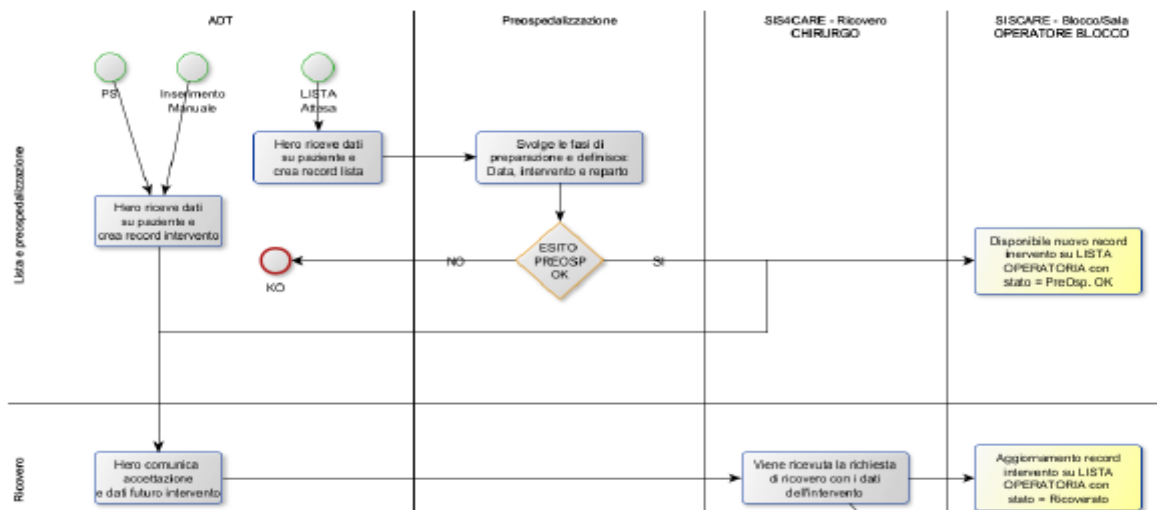 ADT
Preospedalizzazione
SIS4CARE - Ricovero
CHIRURGO
SISCARE - Blocco/Sala
OPERATORE BLOCCO
Lista e preospedalizzazione
PS
Inserimento
Manuale
LISTA
Attesa
Hero riceve dati
su paziente e
crea record lista
Svolge le fasi di
preparazione e definisce:
Data, intervento e reparto
Hero riceve dati
su paziente e
crea record intervento
KO
NO
ESITO
PREOSP
OK
SI
Disponibile nuovo record
inervento su LISTA
OPERATORIA con
stato = PreOsp. OK
Ricovero
Hero comunica
accettazione
e dati futuro intervento
Viene ricevuta la richiesta
di ricovero con i dati
dell'intervento
Aggiornamento record
intervento su LISTA
OPERATORIA con
stato = Ricoverato